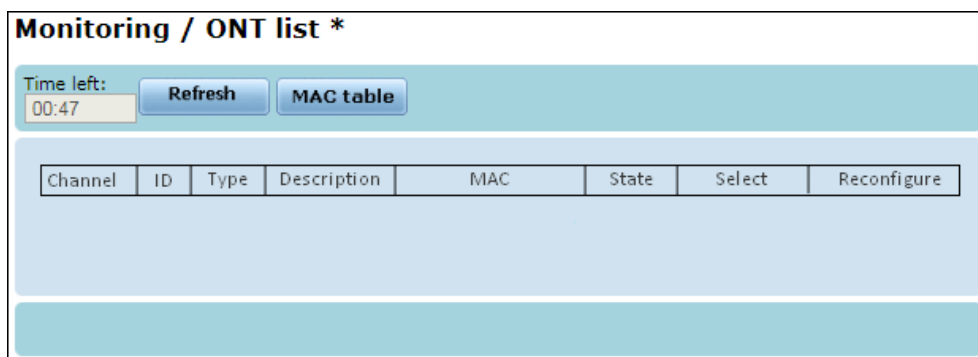 Monitoring / ONT list *
Time left:
00:47
Refresh
MAC table
Channel ID Type Description MAC State Select Reconfigure